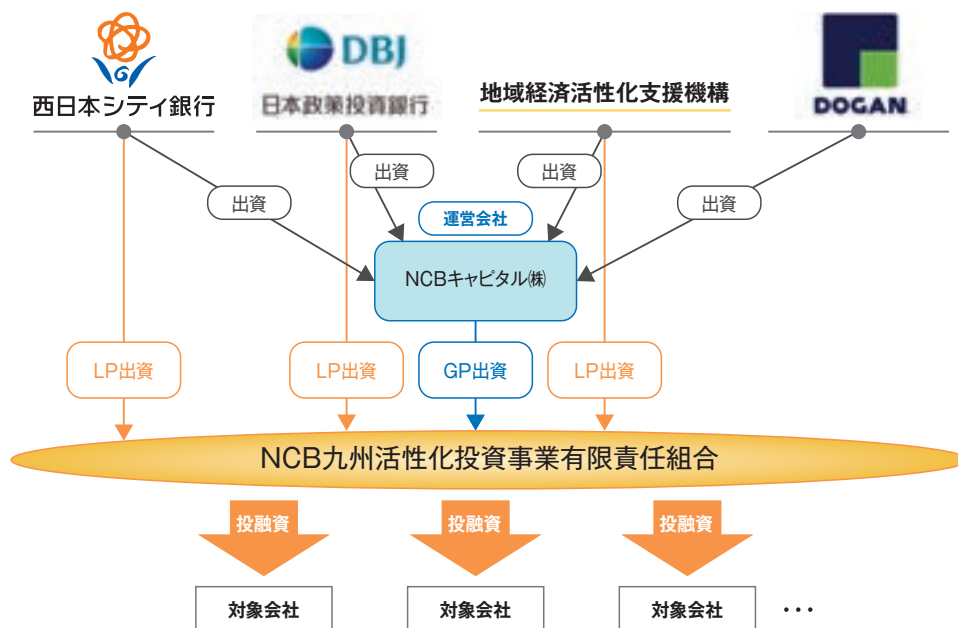 西日本シティ銀行
DBJ
日本政策投資銀行
地域経済活性化支援機構
DOGAN
出資
出資
出資
出資
運営会社
NCBキャピタル㈱
LP出資
LP出資
GP出資
LP出資
NCB九州活性化投資事業有限責任組合
投融資
投融資
投融資
対象会社
対象会社
対象会社
･･･